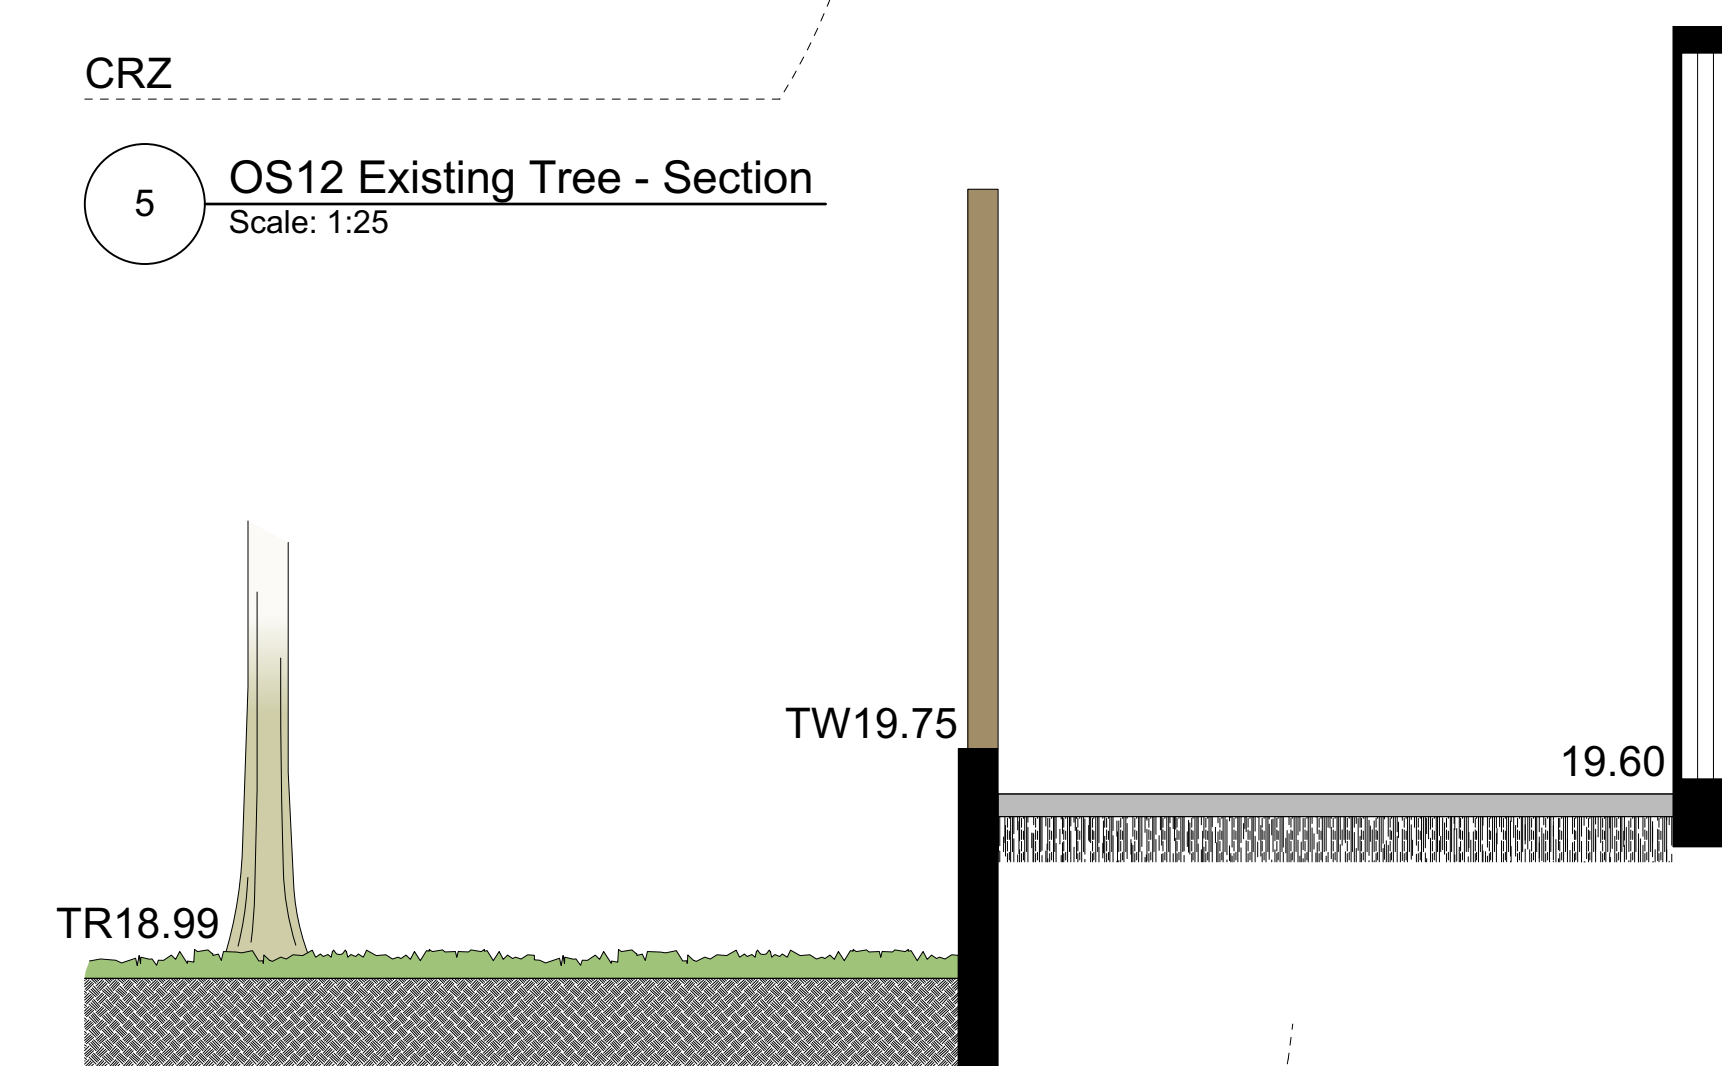 CRZ
5
OS12 Existing Tree - Section
Scale: 1:25
TW19.75
19.60
TR18.99